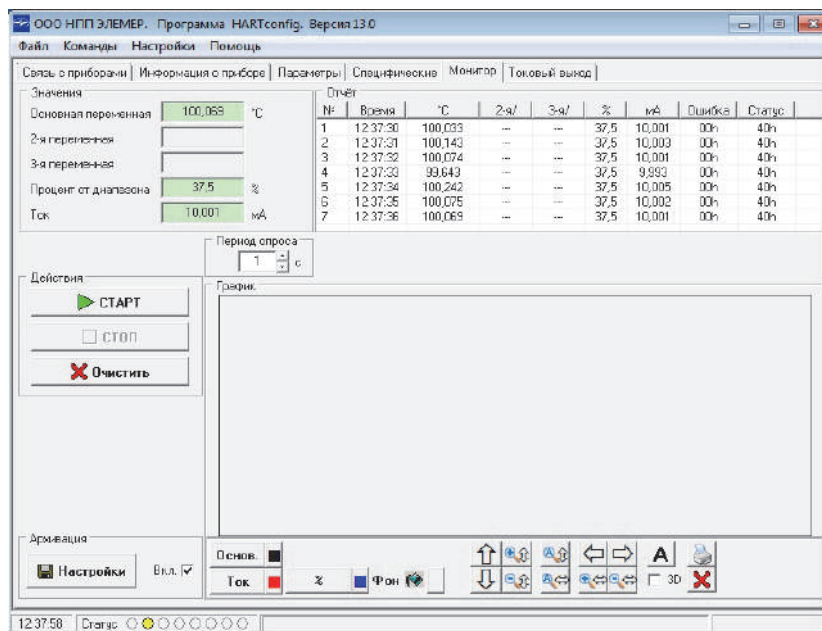 ООО НПП ЭЛЕМЕР. Программа HARTconfig. Версия 13.0
Файл Команды Настройки Помощь
Связь с приборами Информация о приборе Параметры Специфические Монитор Токовый выход
Значения
Основная переменная 100,069 °C
2-я переменная
3-я переменная
Процент от диапазона 37,5 %
Ток 10,001 мА
Отчёт
№ Время °C 2-я/ 3-я/ % мА Ошибка Статус
1 12:37:30 100,033 --- --- 37,5 10,001 00h 40h
2 12:37:31 100,143 --- --- 37,5 10,003 00h 40h
3 12:37:32 100,074 --- --- 37,5 10,001 00h 40h
4 12:37:33 99,643 --- --- 37,5 9,993 00h 40h
5 12:37:34 100,242 --- --- 37,5 10,005 00h 40h
6 12:37:35 100,075 --- --- 37,5 10,002 00h 40h
7 12:37:36 100,069 --- --- 37,5 10,001 00h 40h
Период опроса
1 с
Действия
СТАРТ
СТОП
Очистить
График
Архивация
Настройки Вкл.
Основ.
Ток % Фон
A
3D
12:37:58 Статус